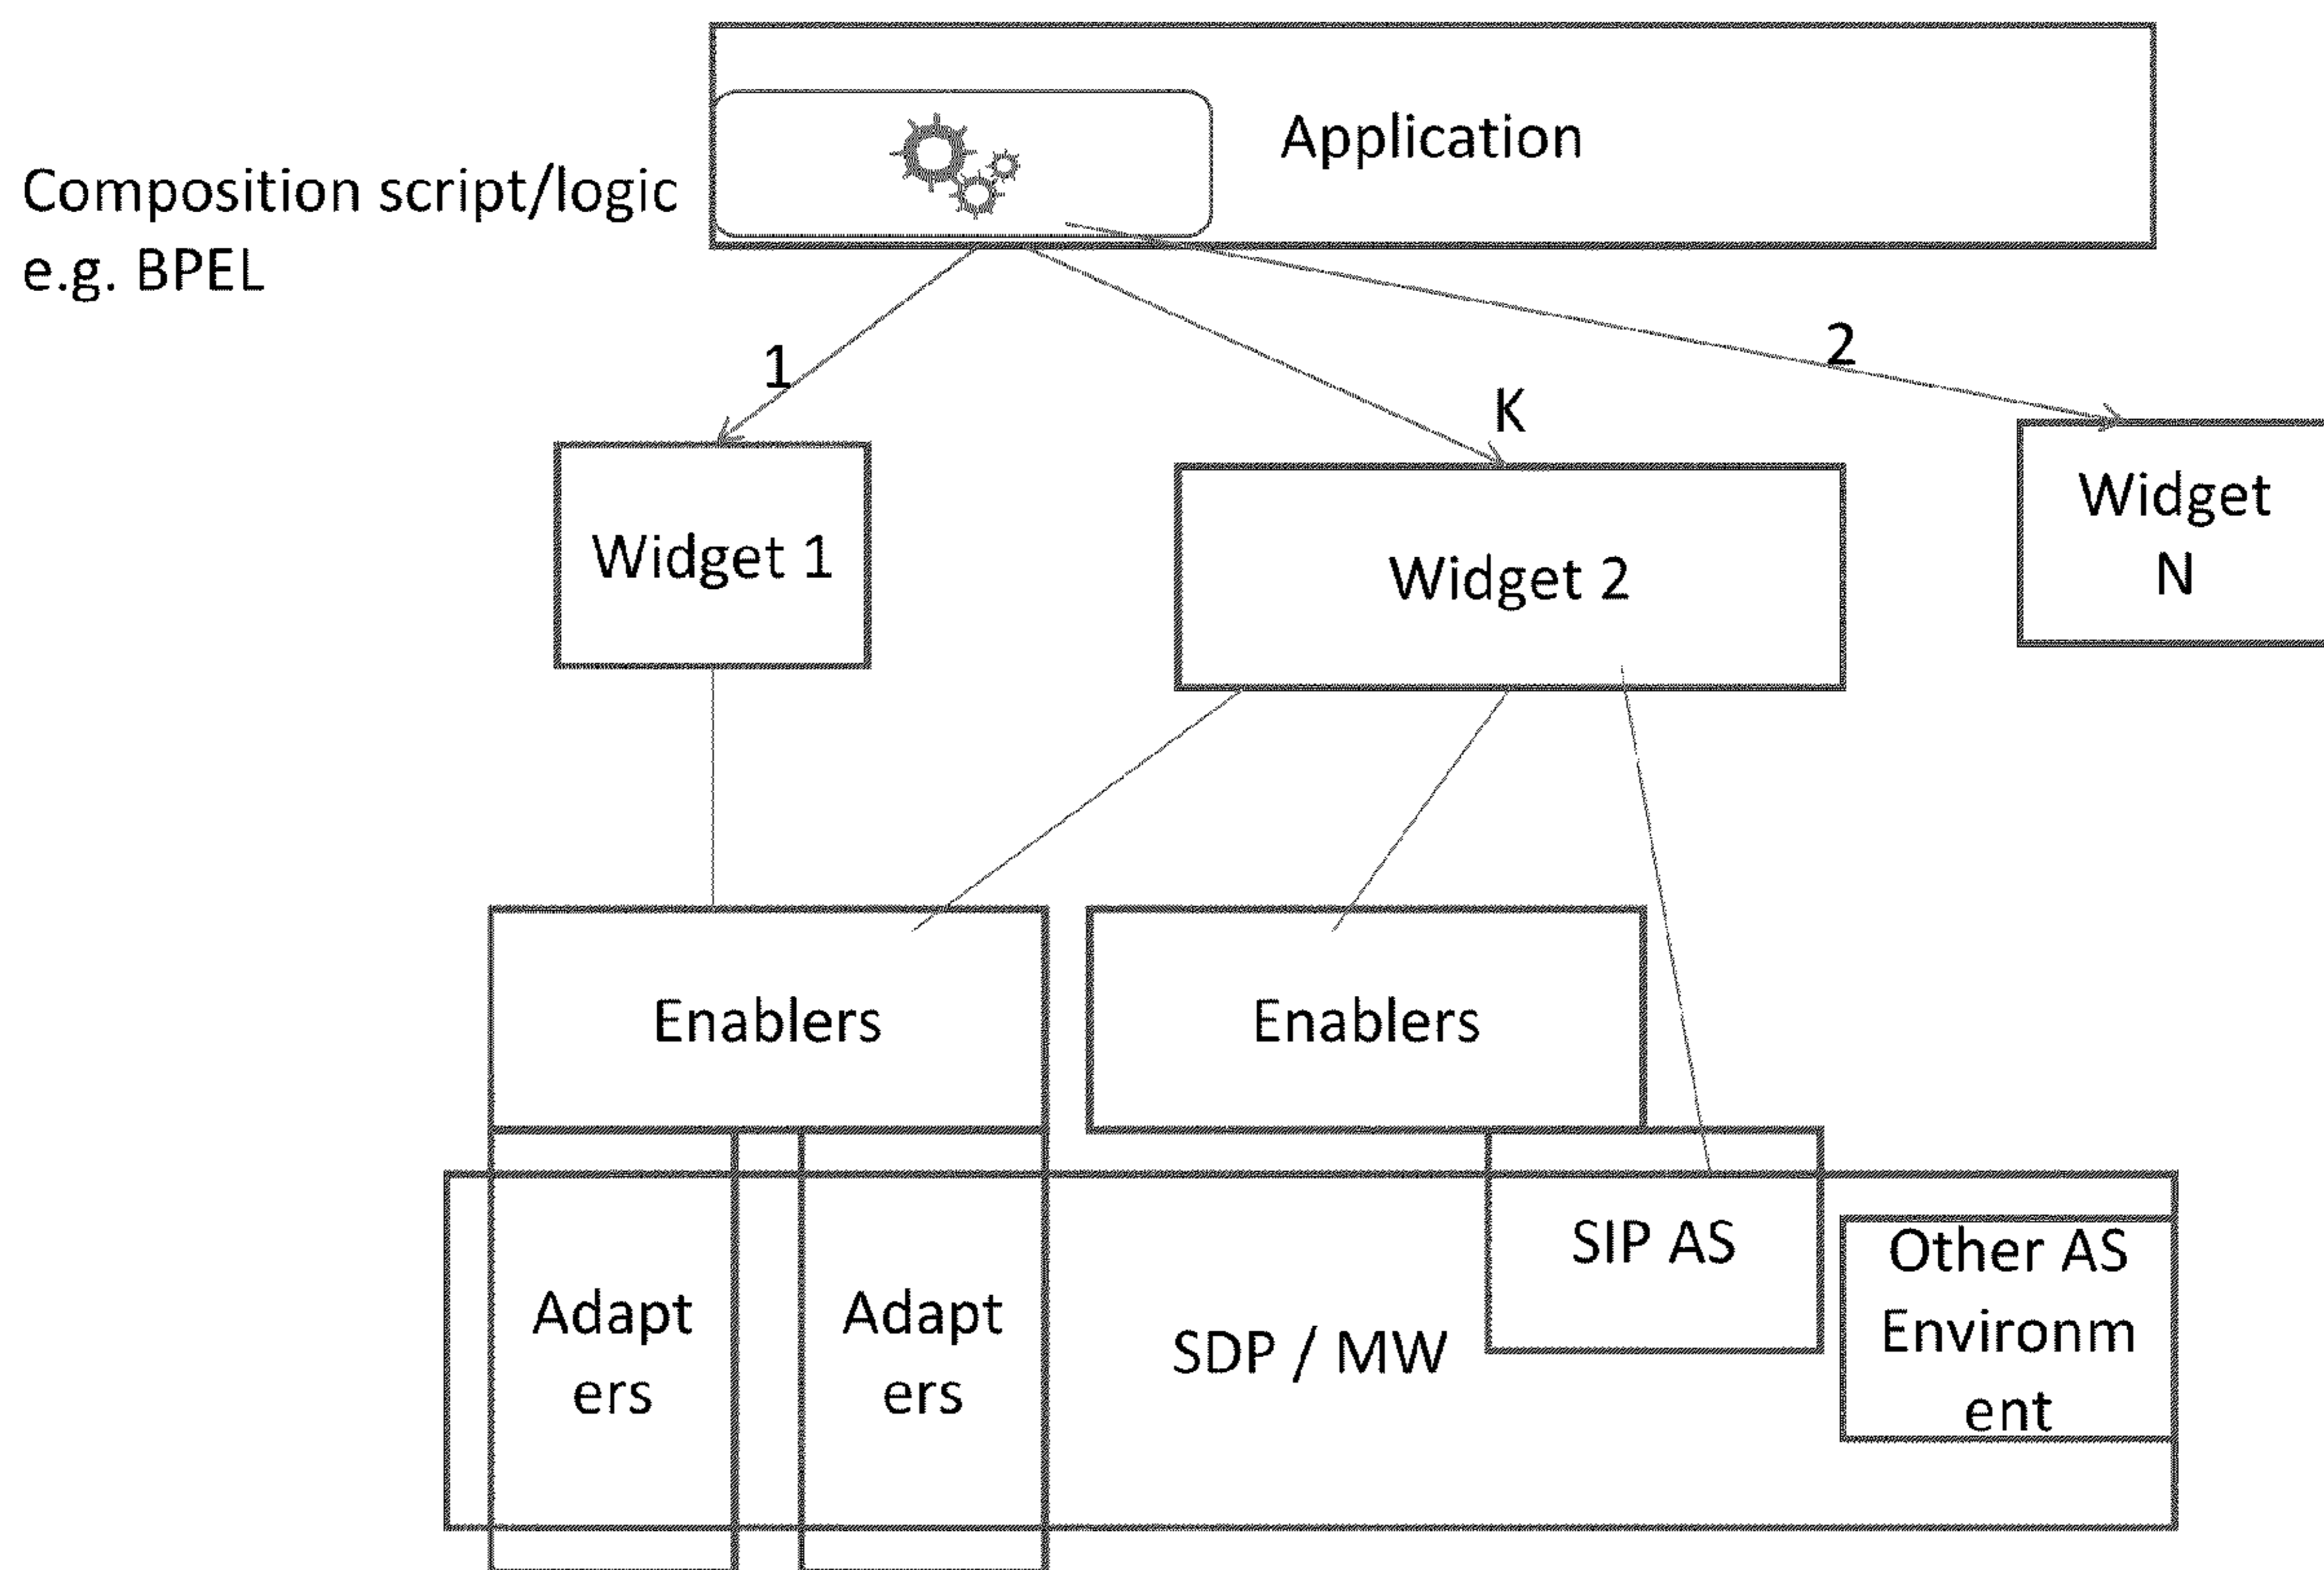 Application
Composition script/logic
e.g. BPEL
1
2
K
Widget 1
Widget 2
Widget
N
Enablers
Enablers
Adapt
ers
Adapt
ers
SDP / MW
SIP AS
Other AS
Environm
ent